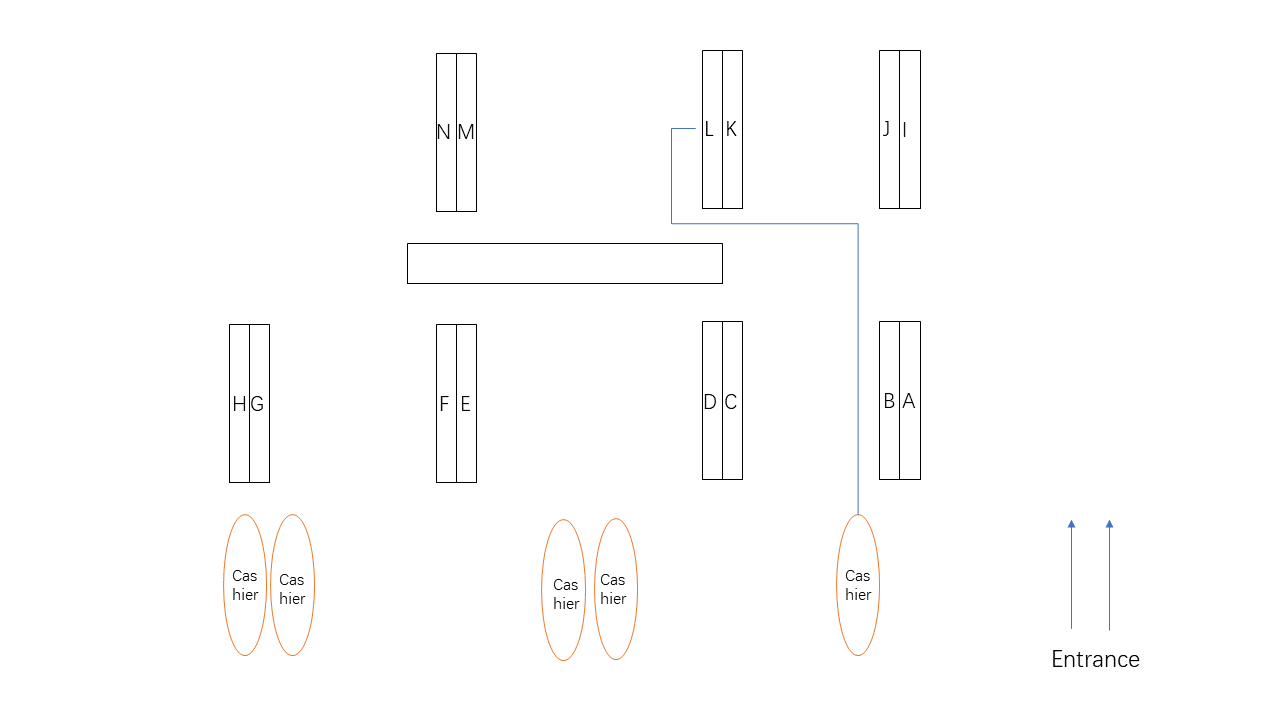 N M
L K
J I
H G
F E
D C
B A
Cas
hier
Cas
hier
Cas
hier
Cas
hier
Cas
hier
Entrance